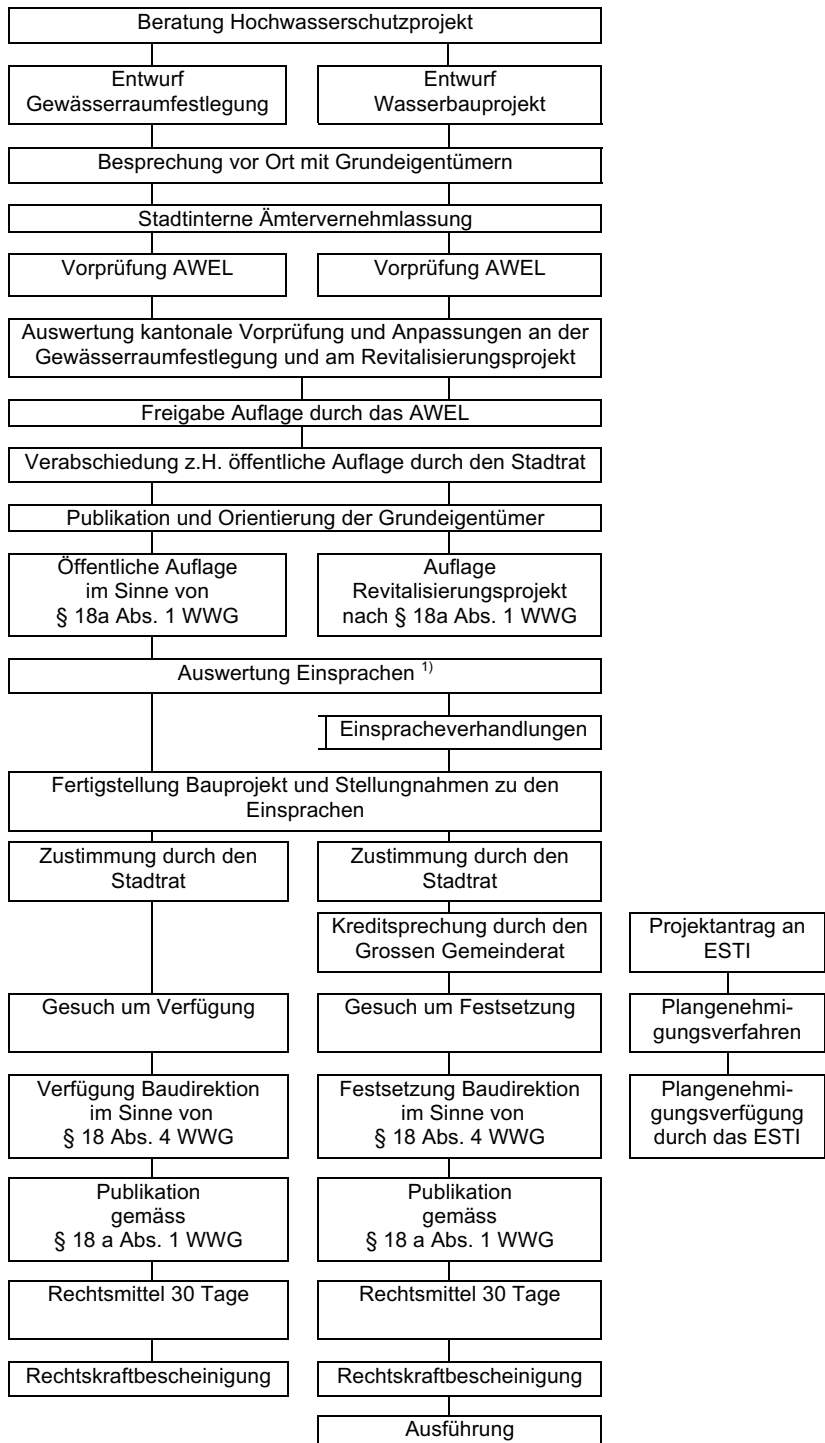 Beratung Hochwasserschutzprojekt
Entwurf
Gewässerraumfestlegung
Entwurf
Wasserbauprojekt
Besprechung vor Ort mit Grundeigentümern
Stadtinterne Ämtervernehmlassung
Vorprüfung AWEL
Vorprüfung AWEL
Auswertung kantonale Vorprüfung und Anpassungen an der
Gewässerraumfestlegung und am Revitalisierungsprojekt
Freigabe Auflage durch das AWEL
Verabschiedung z.H. öffentliche Auflage durch den Stadtrat
Publikation und Orientierung der Grundeigentümer
Öffentliche Auflage
im Sinne von
§ 18a Abs. 1 WWG
Auflage
Revitalisierungsprojekt
nach § 18a Abs. 1 WWG
Auswertung Einsprachen 1)
Einspracheverhandlungen
Fertigstellung Bauprojekt und Stellungnahmen zu den
Einsprachen
Zustimmung durch den
Stadtrat
Zustimmung durch den
Stadtrat
Kreditsprechung durch den
Grossen Gemeinderat
Projektantrag an
ESTI
Gesuch um Verfügung
Gesuch um Festsetzung
Plangenehmi-
gungsverfahren
Verfügung Baudirektion
im Sinne von
§ 18 Abs. 4 WWG
Festsetzung Baudirektion
im Sinne von
§ 18 Abs. 4 WWG
Plangenehmi-
gungsverfügung
durch das ESTI
Publikation
gemäss
§ 18 a Abs. 1 WWG
Publikation
gemäss
§ 18 a Abs. 1 WWG
Rechtsmittel 30 Tage
Rechtsmittel 30 Tage
Rechtskraftbescheinigung
Rechtskraftbescheinigung
Ausführung